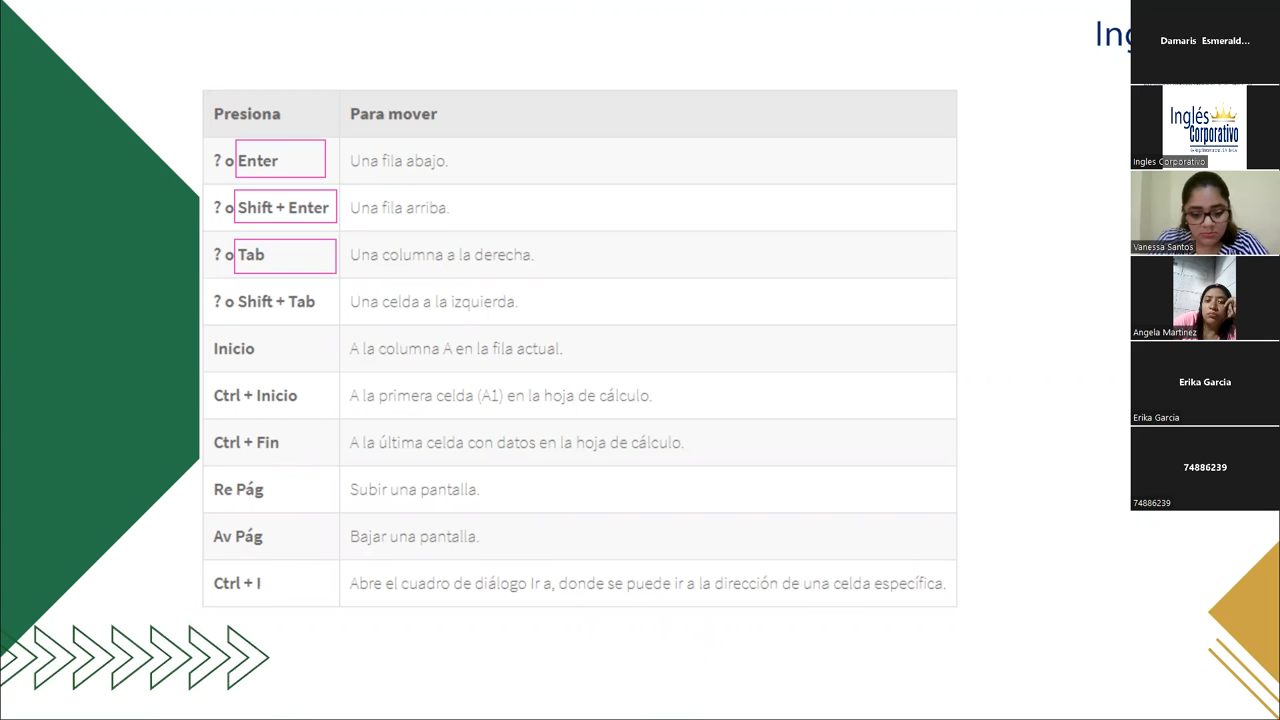 Ing
Presiona Para mover
? o Enter Una fila abajo.
? o Shift + Enter Una fila arriba.
? o Tab Una columna a la derecha.
? o Shift + Tab Una celda a la izquierda.
Inicio A la columna A en la fila actual.
Ctrl + Inicio A la primera celda (A1) en la hoja de cálculo.
Ctrl + Fin A la última celda con datos en la hoja de cálculo.
Re Pág Subir una pantalla.
Av Pág Bajar una pantalla.
Ctrl + I Abre el cuadro de diálogo Ir a, donde se puede ir a la dirección de una celda específica.
Damaris Esmerald...
Inglés
Corporativo
Ingles Corporativo
Vanessa Santos
Angela Martinez
Erika Garcia
Erika Garcia
74886239
74886239